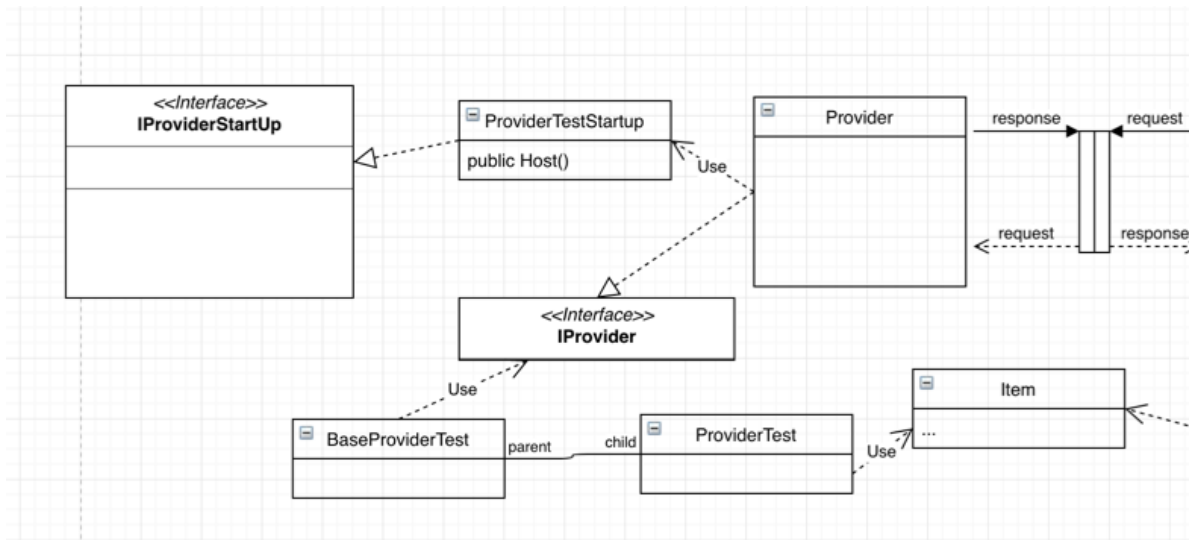 <<Interface>>
IProviderStartUp
ProviderTestStartup
public Host()
Provider
response
request
Use
request
response
<<Interface>>
IProvider
Use
BaseProviderTest
parent
child
ProviderTest
Use
Item
...